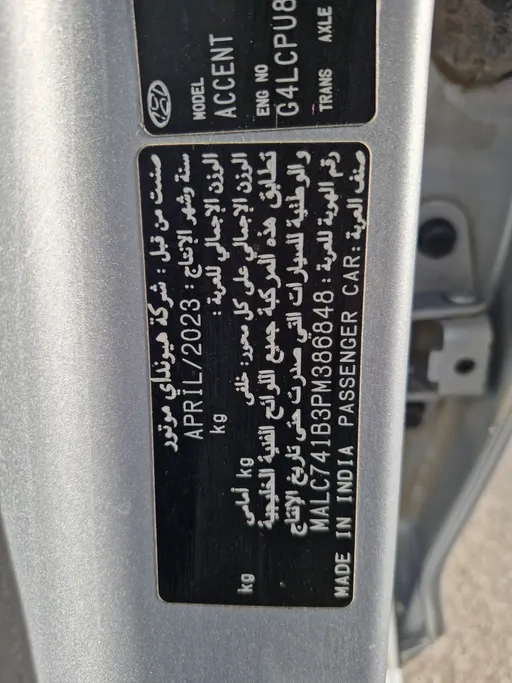 MODEL
ACCENT
ENG NO
G4LCPU8
TRANS AXLE
صنعت من قبل : شركة هيونداي موتور
سنة وشهر الإنتاج : APRIL/2023
الوزن الإجمالي للعربة : kg
الوزن الإجمالي على كل محور: خلفي kg أمامي kg
تطابق هذه المركبة جميع اللوائح الفنية الخليجية
والوطنية للسيارات التي صدرت حتى تاريخ الإنتاج
رقم الهوية للعربة : MALC741B3PM386848
صنف العربة : MADE IN INDIA PASSENGER CAR